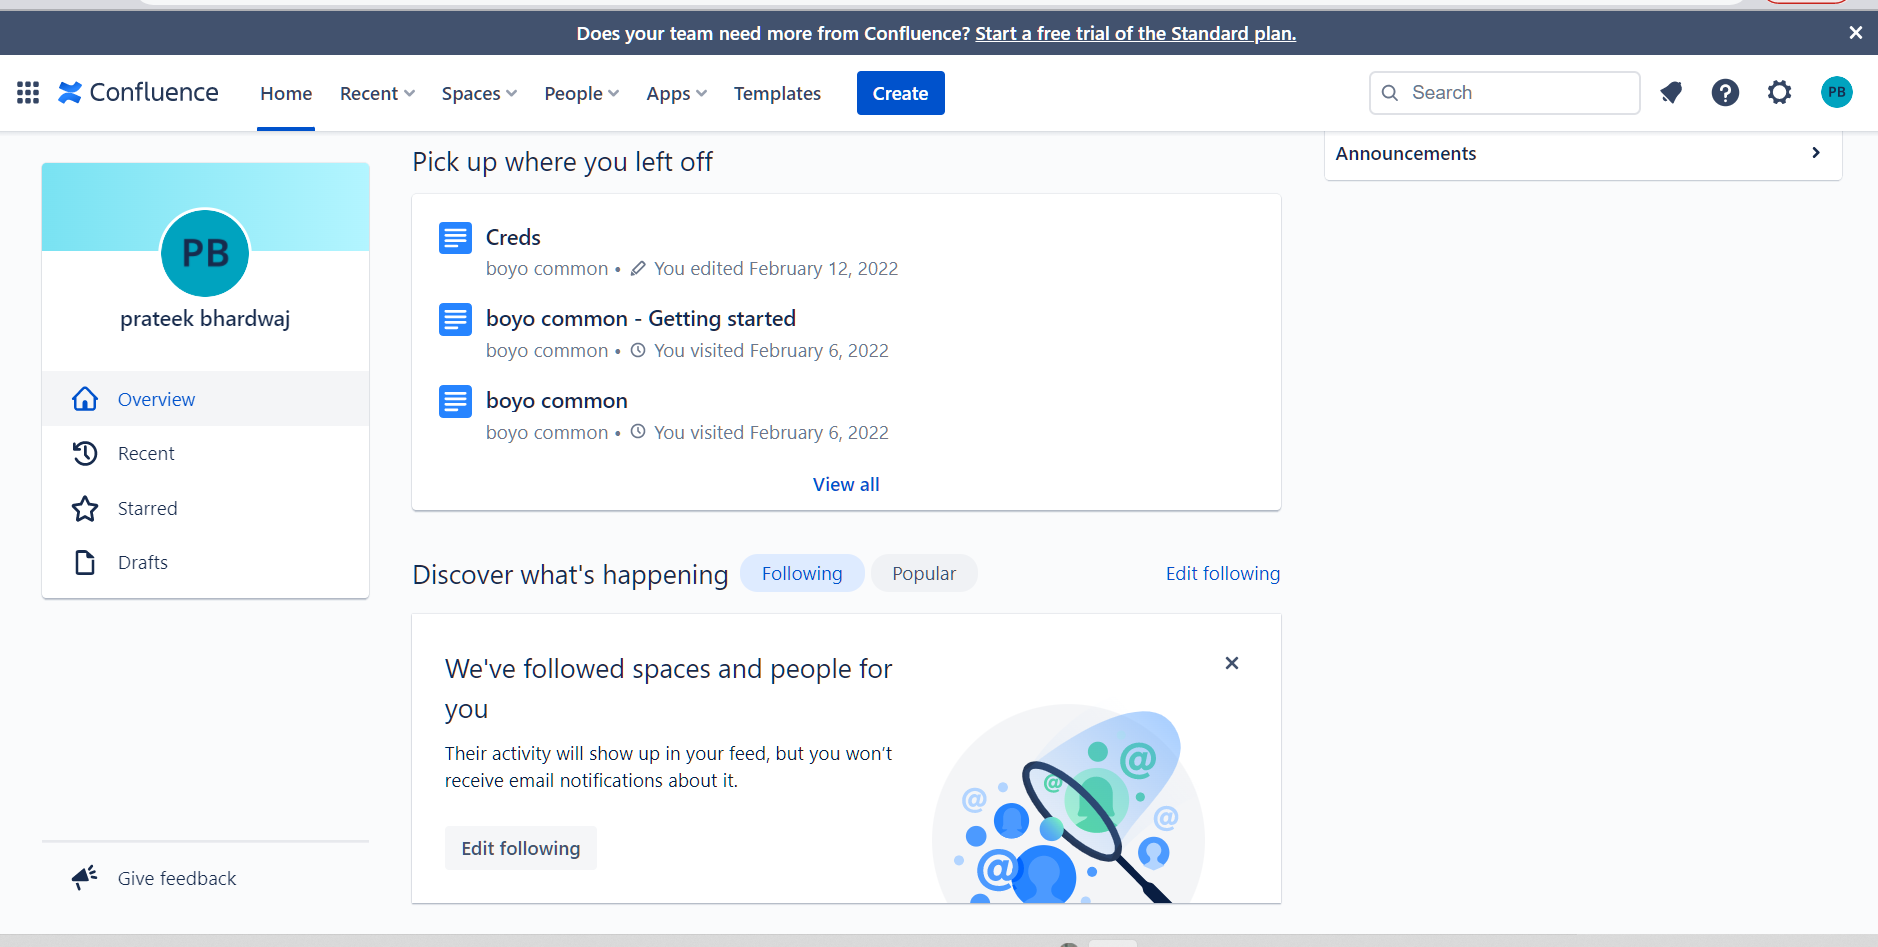 Does your team need more from Confluence? Start a free trial of the Standard plan.
Confluence Home Recent Spaces People Apps Templates Create Search PB
PB
prateek bhardwaj
Overview
Recent
Starred
Drafts
Give feedback
Pick up where you left off
Creds
boyo common • You edited February 12, 2022
boyo common - Getting started
boyo common • You visited February 6, 2022
boyo common
boyo common • You visited February 6, 2022
View all
Discover what's happening Following Popular Edit following
We've followed spaces and people for
you
Their activity will show up in your feed, but you won’t
receive email notifications about it.
Edit following
Announcements